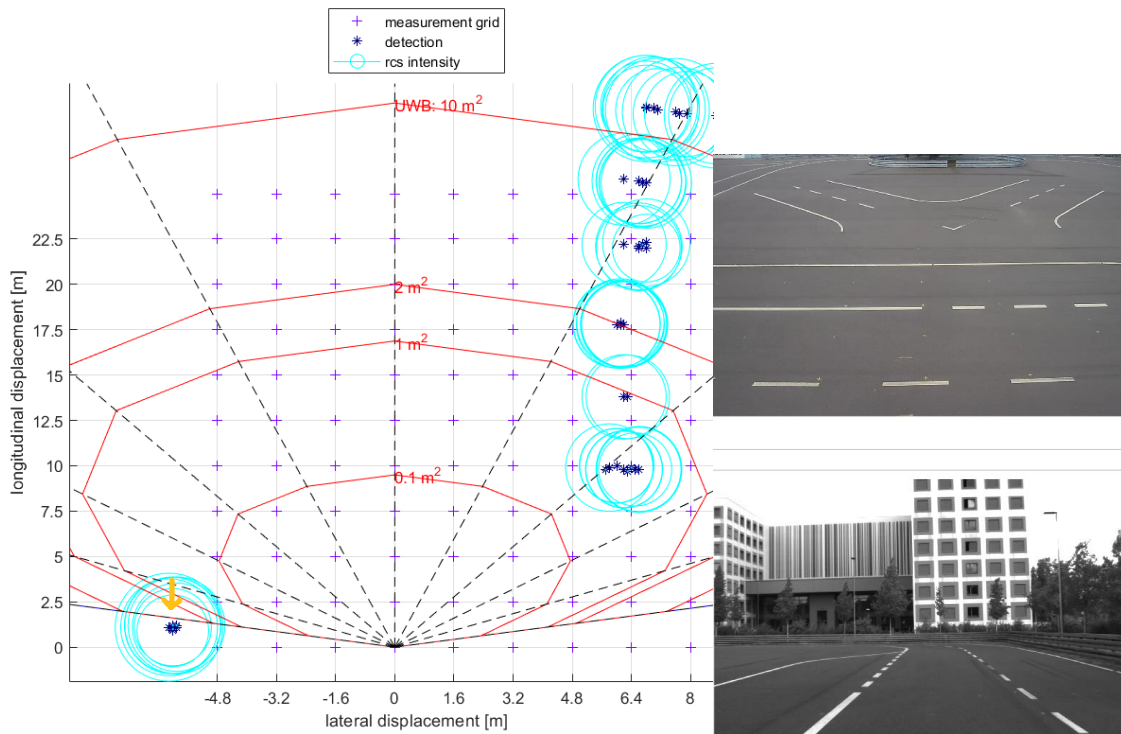 measurement grid
detection
rcs intensity
UWB: 10 m²
2 m²
1 m²
0.1 m²
22.5
20
17.5
15
12.5
10
7.5
5
2.5
0
longitudinal displacement [m]
-4.8 -3.2 -1.6 0 1.6 3.2 4.8 6.4 8
lateral displacement [m]